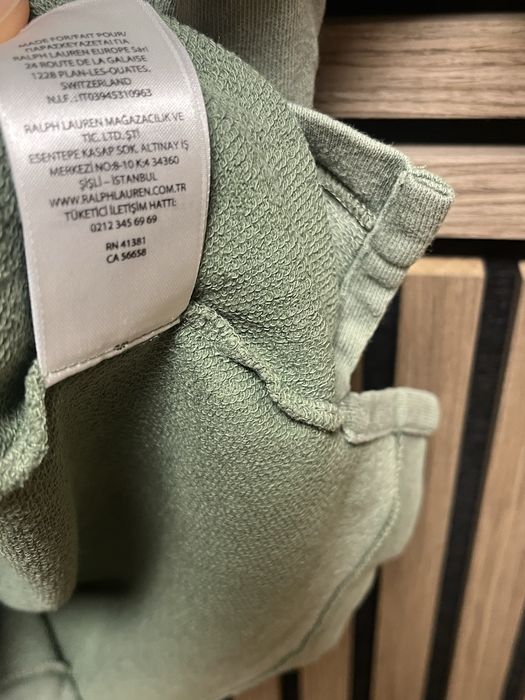 MADE FOR/FAIT POUR/
ΠΑΡΑΣΚΕΥΑΖΕΤΑΙ ΓΙΑ
RALPH LAUREN EUROPE Sàrl
24 ROUTE DE LA GALAISE
1228 PLAN-LES-OUATES,
SWITZERLAND
N.I.F.: IT03945310963
RALPH LAUREN MAĞAZACILIK VE
TİC. LTD. ŞTİ
ESENTEPE KASAP SOK. ALTINAY İŞ
MERKEZİ NO:8-10 K:4 34360
ŞİŞLİ – İSTANBUL
WWW.RALPHLAUREN.COM.TR
TÜKETİCİ İLETİŞİM HATTI:
0212 345 69 69
RN 41381
CA 56658